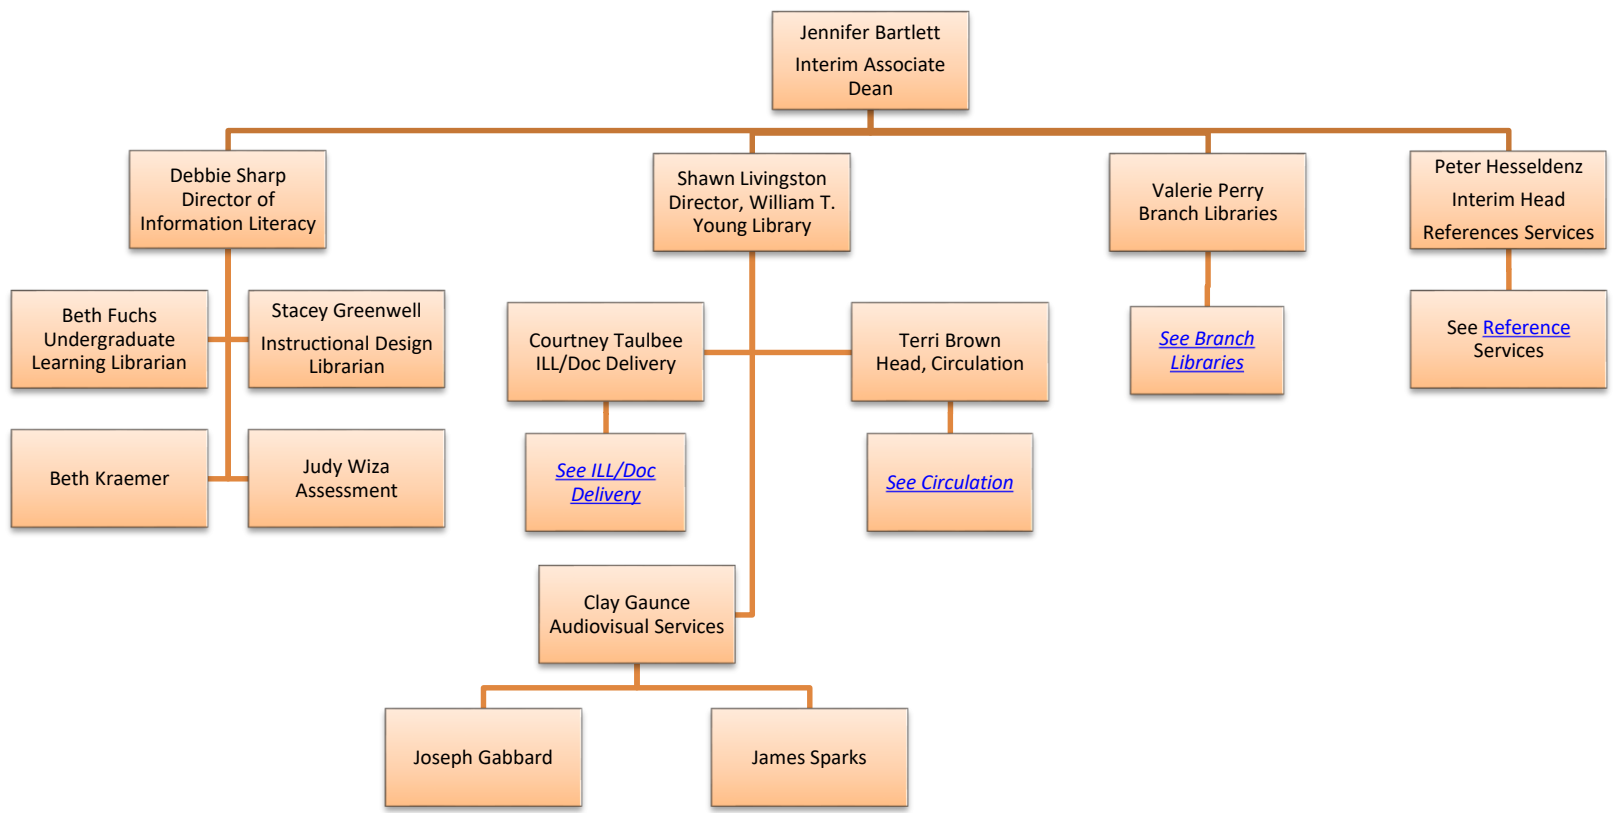 Jennifer Bartlett
Interim Associate
Dean
Debbie Sharp
Director of
Information Literacy
Shawn Livingston
Director, William T.
Young Library
Valerie Perry
Branch Libraries
Peter Hesseldenz
Interim Head
References Services
Beth Fuchs
Undergraduate
Learning Librarian
Stacey Greenwell
Instructional Design
Librarian
Courtney Taulbee
ILL/Doc Delivery
Terri Brown
Head, Circulation
See Branch
Libraries
See Reference
Services
Beth Kraemer
Judy Wiza
Assessment
See ILL/Doc
Delivery
See Circulation
Clay Gaunce
Audiovisual Services
Joseph Gabbard
James Sparks